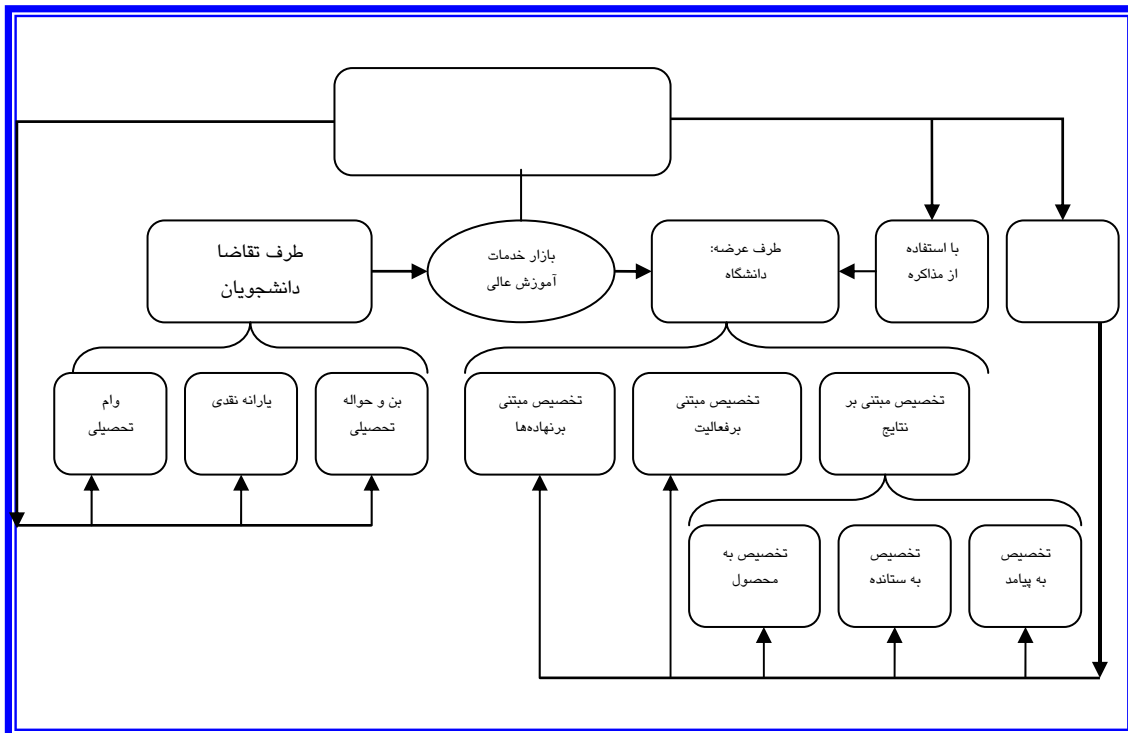 با استفاده
از مذاکره
طرف عرضه:
دانشگاه
بازار خدمات
آموزش عالی
طرف تقاضا
دانشجویان
تخصیص مبتنی بر
نتایج
تخصیص مبتنی
برفعالیت
تخصیص مبتنی
برنهاده‌ها
بن و حواله
تحصیلی
یارانه نقدی
وام
تحصیلی
تخصیص
به پیامد
تخصیص
به ستانده
تخصیص به
محصول